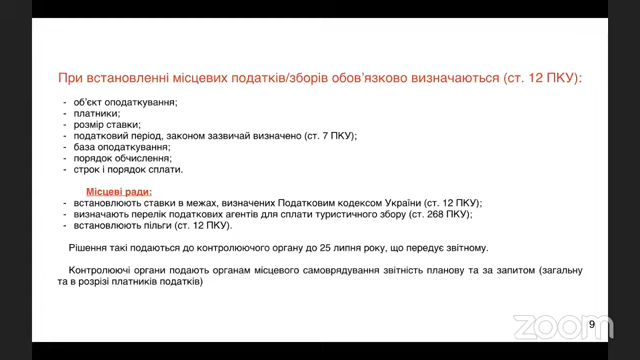 При встановленні місцевих податків/зборів обов'язково визначаються (ст. 12 ПКУ):
- об'єкт оподаткування;
- платники;
- розмір ставки;
- податковий період, законом зазвичай визначено (ст. 7 ПКУ);
- база оподаткування;
- порядок обчислення;
- строк і порядок сплати.
Місцеві ради:
- встановлюють ставки в межах, визначених Податковим кодексом України (ст. 12 ПКУ);
- визначають перелік податкових агентів для сплати туристичного збору (ст. 268 ПКУ);
- встановлюють пільги (ст. 12 ПКУ).
Рішення такі подаються до контролюючого органу до 25 липня року, що передує звітному.
Контролюючі органи подають органам місцевого самоврядування звітність планову та за запитом (загальну
та в розрізі платників податків)
9
zoom